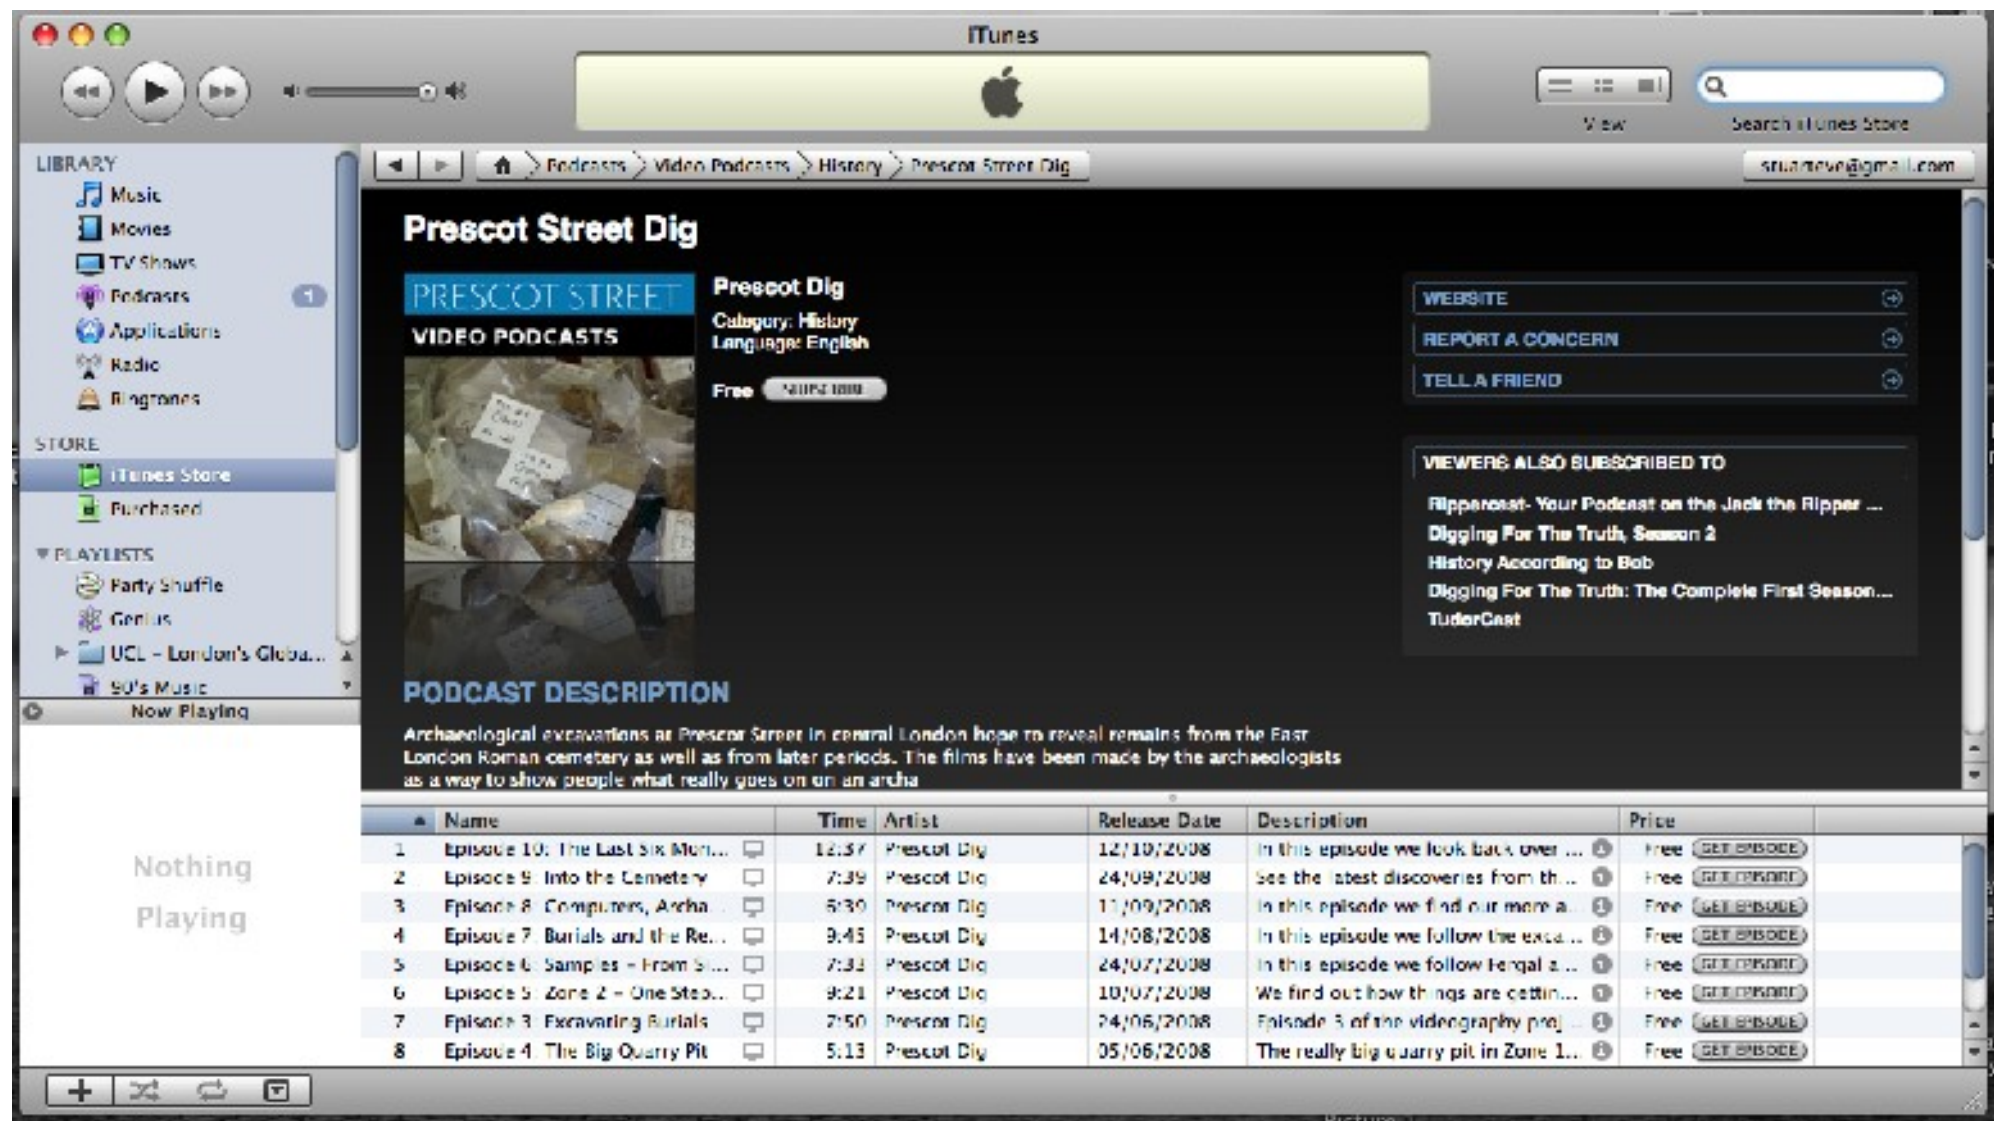 iTunes
View
Search iTunes Store
LIBRARY
Music
Movies
TV Shows
Podcasts 1
Applications
Radio
Ringtones
STORE
iTunes Store
Purchased
PLAYLISTS
Party Shuffle
Genius
UCL – London's Globa...
90's Music
Now Playing
Nothing
Playing
Podcasts Video Podcasts History Prescot Street Dig
stuarteve@gmail.com
Prescot Street Dig
PRESCOT STREET
VIDEO PODCASTS
Prescot Dig
Category: History
Language: English
Free SUBSCRIBE
WEBSITE
REPORT A CONCERN
TELL A FRIEND
VIEWERS ALSO SUBSCRIBED TO
Rippercast- Your Podcast on the Jack the Ripper ...
Digging For The Truth, Season 2
History According to Bob
Digging For The Truth: The Complete First Season...
TudorCast
PODCAST DESCRIPTION
Archaeological excavations at Prescot Street in central London hope to reveal remains from the East
London Roman cemetery as well as from later periods. The films have been made by the archaeologists
as a way to show people what really goes on on an archa
Name Time Artist Release Date Description Price
1 Episode 10: The Last Six Mon... 12:37 Prescot Dig 12/10/2008 In this episode we look back over ... Free GET EPISODE
2 Episode 9: Into the Cemetery 7:39 Prescot Dig 24/09/2008 See the latest discoveries from th... Free GET EPISODE
3 Episode 8: Computers, Archa... 6:39 Prescot Dig 11/09/2008 In this episode we find out more a... Free GET EPISODE
4 Episode 7: Burials and the Re... 9:45 Prescot Dig 14/08/2008 In this episode we follow the exca... Free GET EPISODE
5 Episode 6: Samples – From Si... 7:33 Prescot Dig 24/07/2008 In this episode we follow Fergal a... Free GET EPISODE
6 Episode 5: Zone 2 – One Step... 9:21 Prescot Dig 10/07/2008 We find out how things are gettin... Free GET EPISODE
7 Episode 3: Excavating Burials 7:50 Prescot Dig 24/06/2008 Episode 3 of the videography proj... Free GET EPISODE
8 Episode 4: The Big Quarry Pit 5:13 Prescot Dig 05/06/2008 The really big quarry pit in Zone 1... Free GET EPISODE